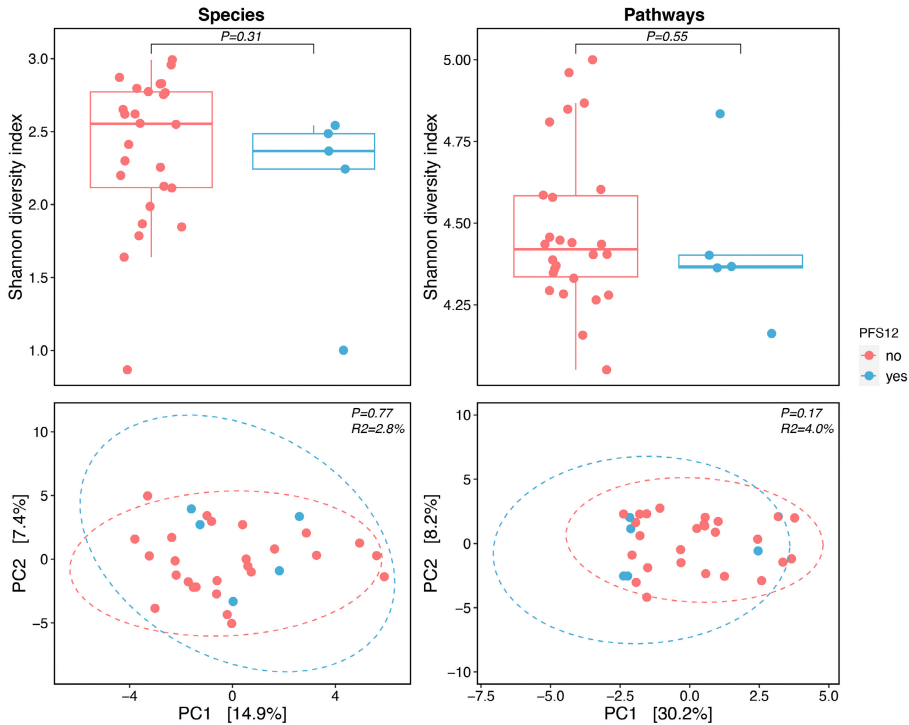 Species
Pathways
P=0.31
P=0.55
Shannon diversity index
3.0
2.5
2.0
1.5
1.0
Shannon diversity index
5.00
4.75
4.50
4.25
PFS12
no
yes
P=0.77
R2=2.8%
PC2 [7.4%]
10
5
0
−5
−4
0
4
PC1 [14.9%]
P=0.17
R2=4.0%
PC2 [8.2%]
10
5
0
−5
−10
−7.5
−5.0
−2.5
0.0
2.5
5.0
PC1 [30.2%]